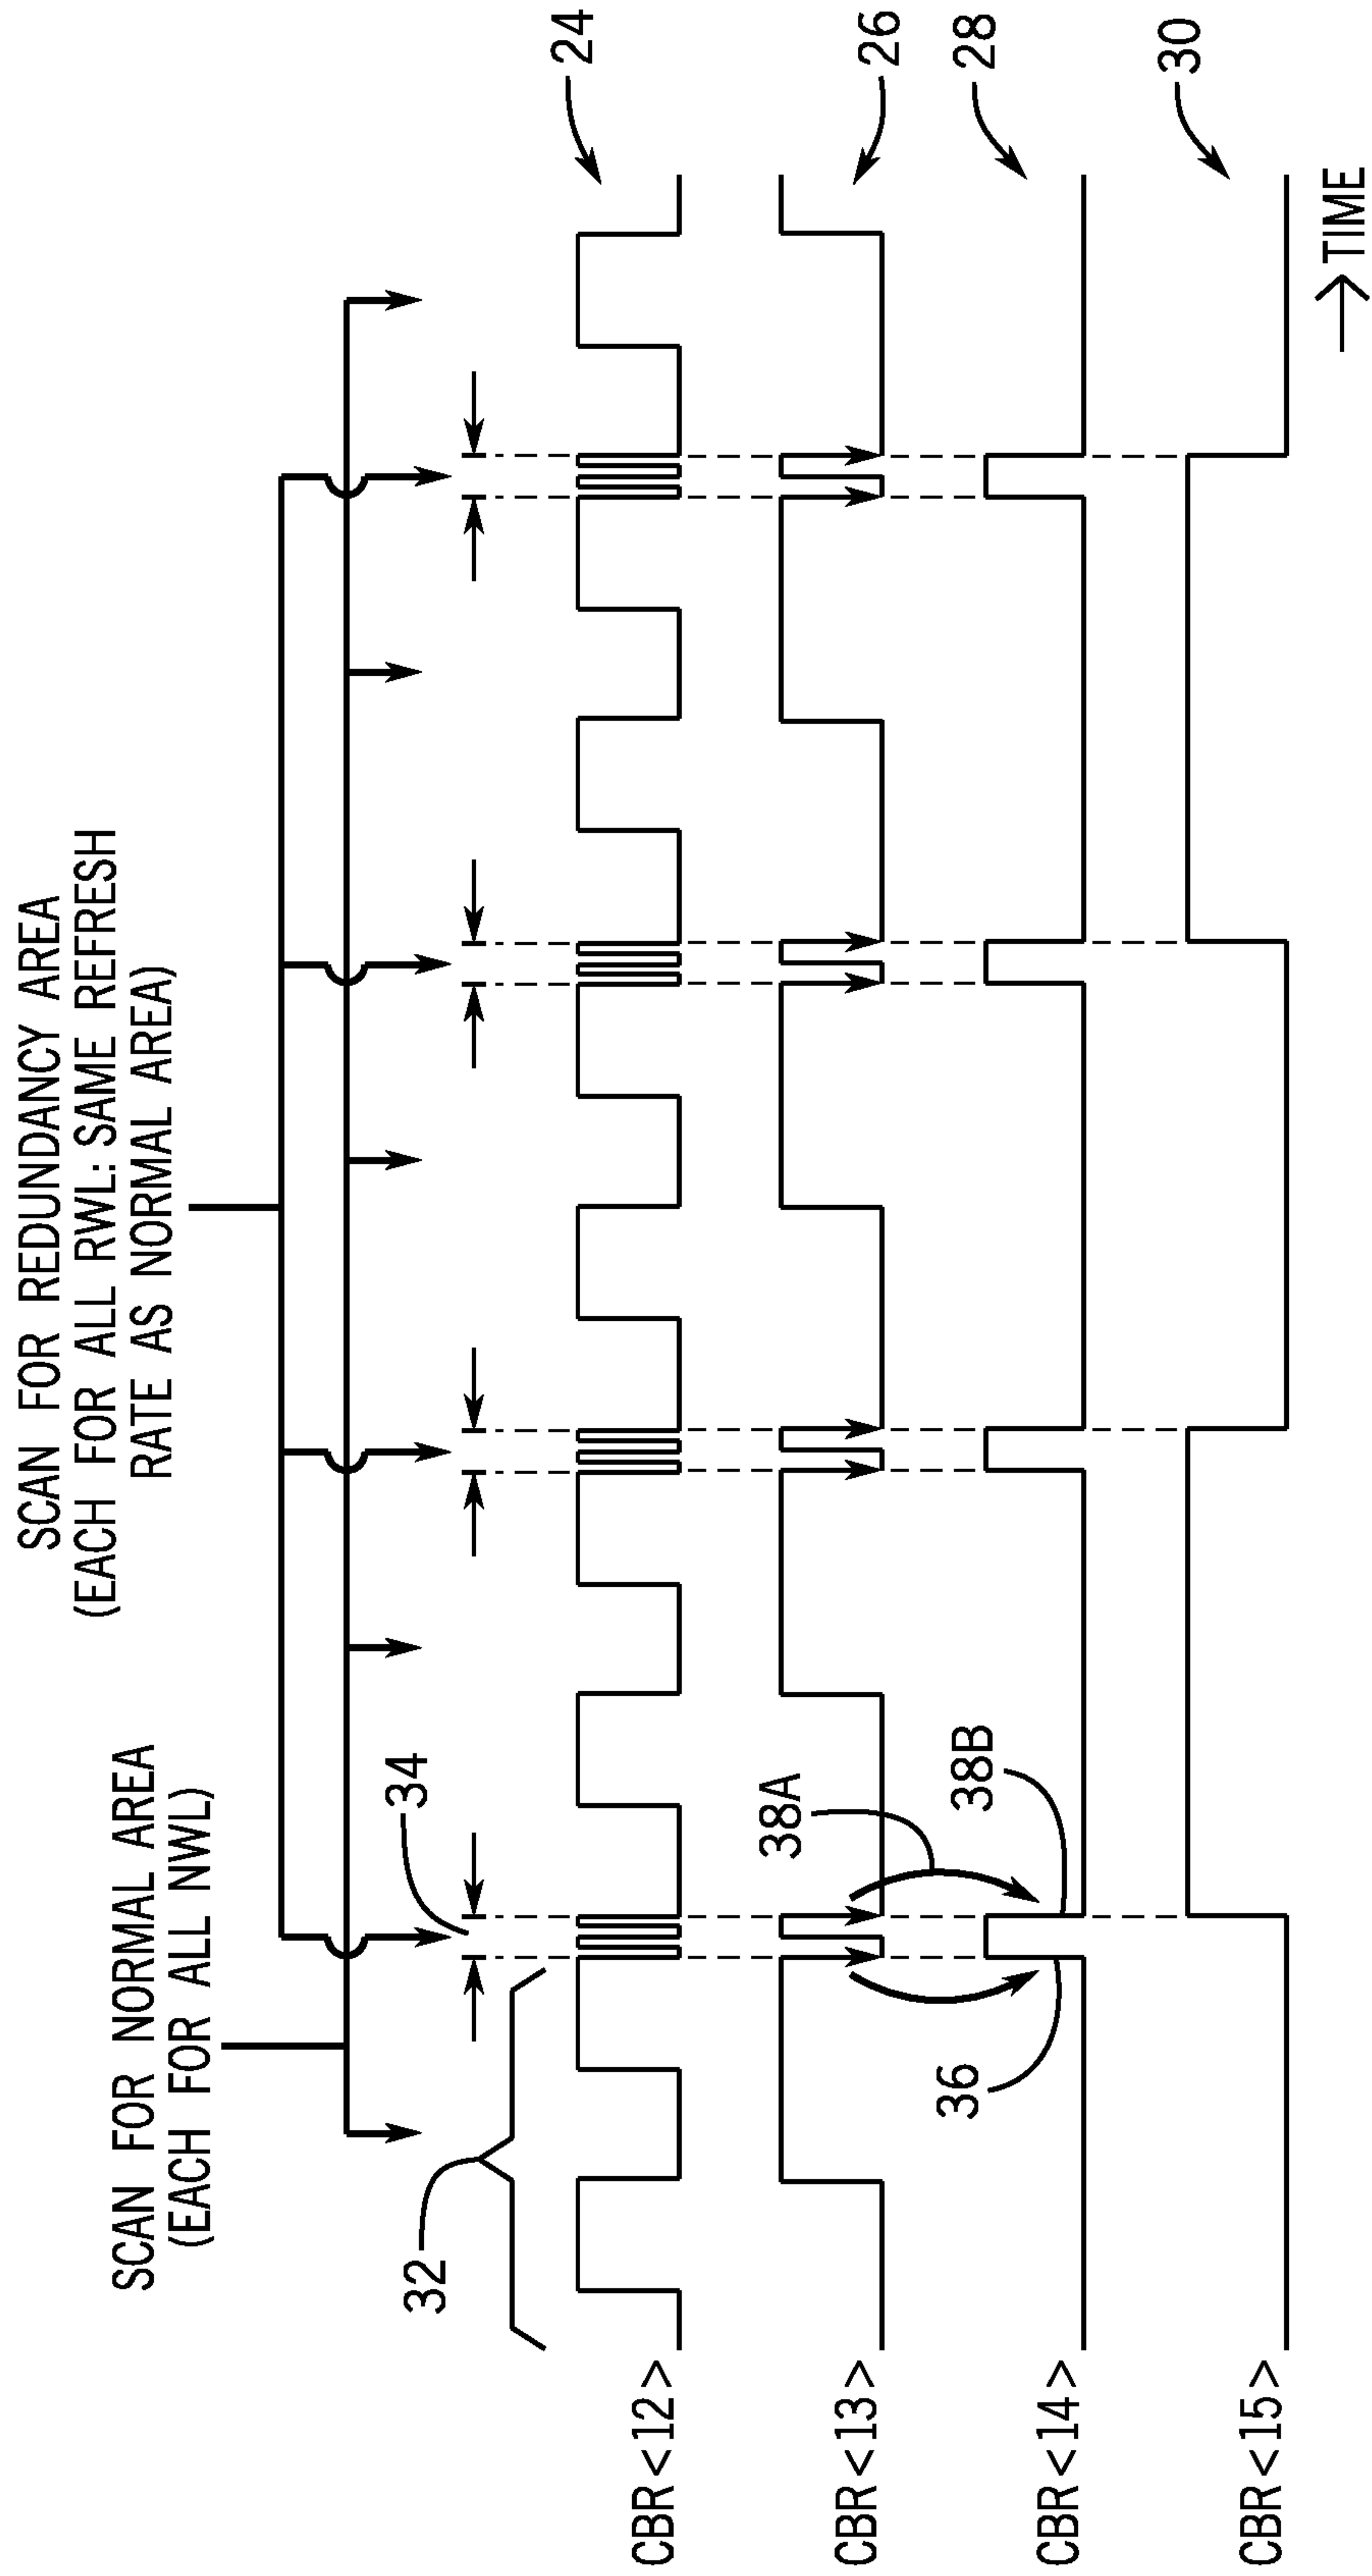 SCAN FOR REDUNDANCY AREA
(EACH FOR ALL RWL: SAME REFRESH
RATE AS NORMAL AREA)
SCAN FOR NORMAL AREA
(EACH FOR ALL NWL)
32
34
24
CBR<12>
38A
26
CBR<13>
36
38B
28
CBR<14>
30
CBR<15>
TIME